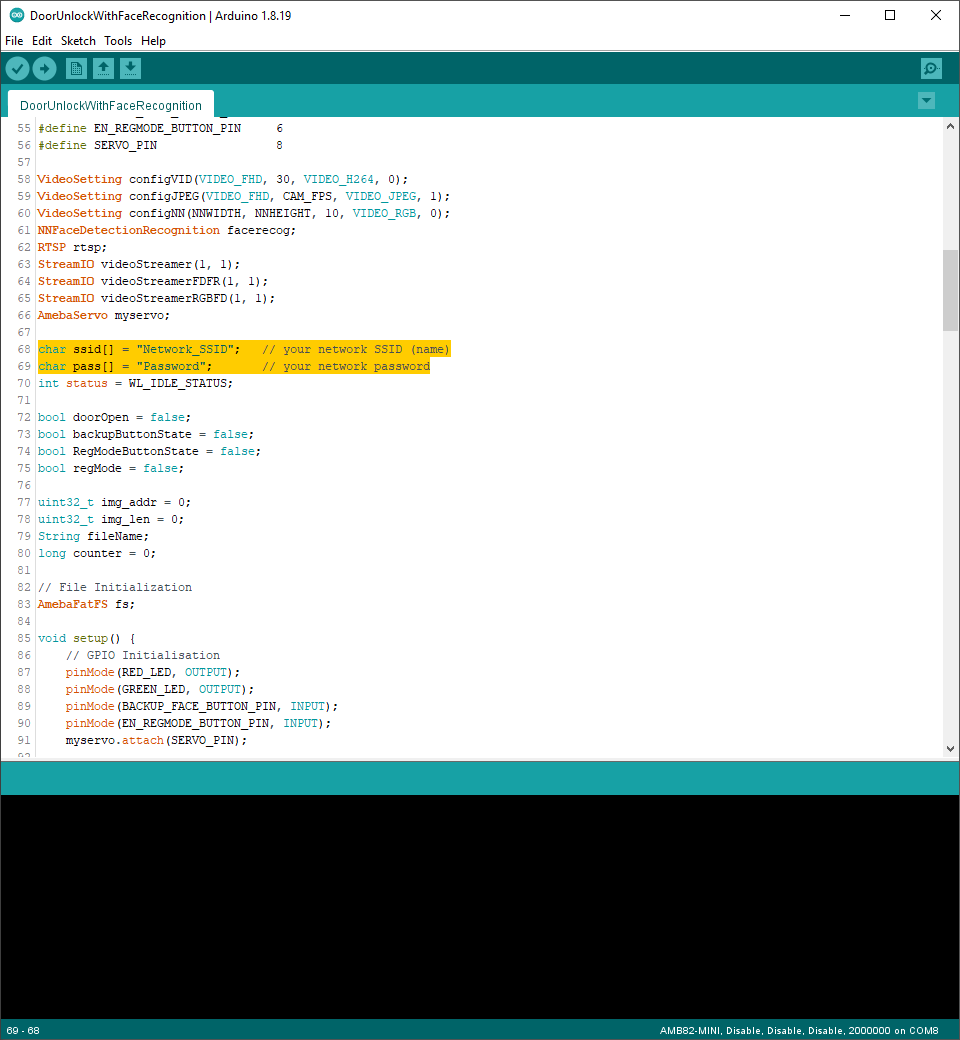 DoorUnlockWithFaceRecognition | Arduino 1.8.19
File Edit Sketch Tools Help
DoorUnlockWithFaceRecognition
55 #define EN_REGMODE_BUTTON_PIN     6
56 #define SERVO_PIN                 8
57
58 VideoSetting configVID(VIDEO_FHD, 30, VIDEO_H264, 0);
59 VideoSetting configJPEG(VIDEO_FHD, CAM_FPS, VIDEO_JPEG, 1);
60 VideoSetting configNN(NNWIDTH, NNHEIGHT, 10, VIDEO_RGB, 0);
61 NNFaceDetectionRecognition facerecog;
62 RTSP rtsp;
63 StreamIO videoStreamer(1, 1);
64 StreamIO videoStreamerFDFR(1, 1);
65 StreamIO videoStreamerRGBFD(1, 1);
66 AmebaServo myservo;
67
68 char ssid[] = "Network_SSID";   // your network SSID (name)
69 char pass[] = "Password";       // your network password
70 int status = WL_IDLE_STATUS;
71
72 bool doorOpen = false;
73 bool backupButtonState = false;
74 bool RegModeButtonState = false;
75 bool regMode = false;
76
77 uint32_t img_addr = 0;
78 uint32_t img_len = 0;
79 String fileName;
80 long counter = 0;
81
82 // File Initialization
83 AmebaFatFS fs;
84
85 void setup() {
86     // GPIO Initialisation
87     pinMode(RED_LED, OUTPUT);
88     pinMode(GREEN_LED, OUTPUT);
89     pinMode(BACKUP_FACE_BUTTON_PIN, INPUT);
90     pinMode(EN_REGMODE_BUTTON_PIN, INPUT);
91     myservo.attach(SERVO_PIN);
69 - 68
AMB82-MINI, Disable, Disable, Disable, 2000000 on COM8